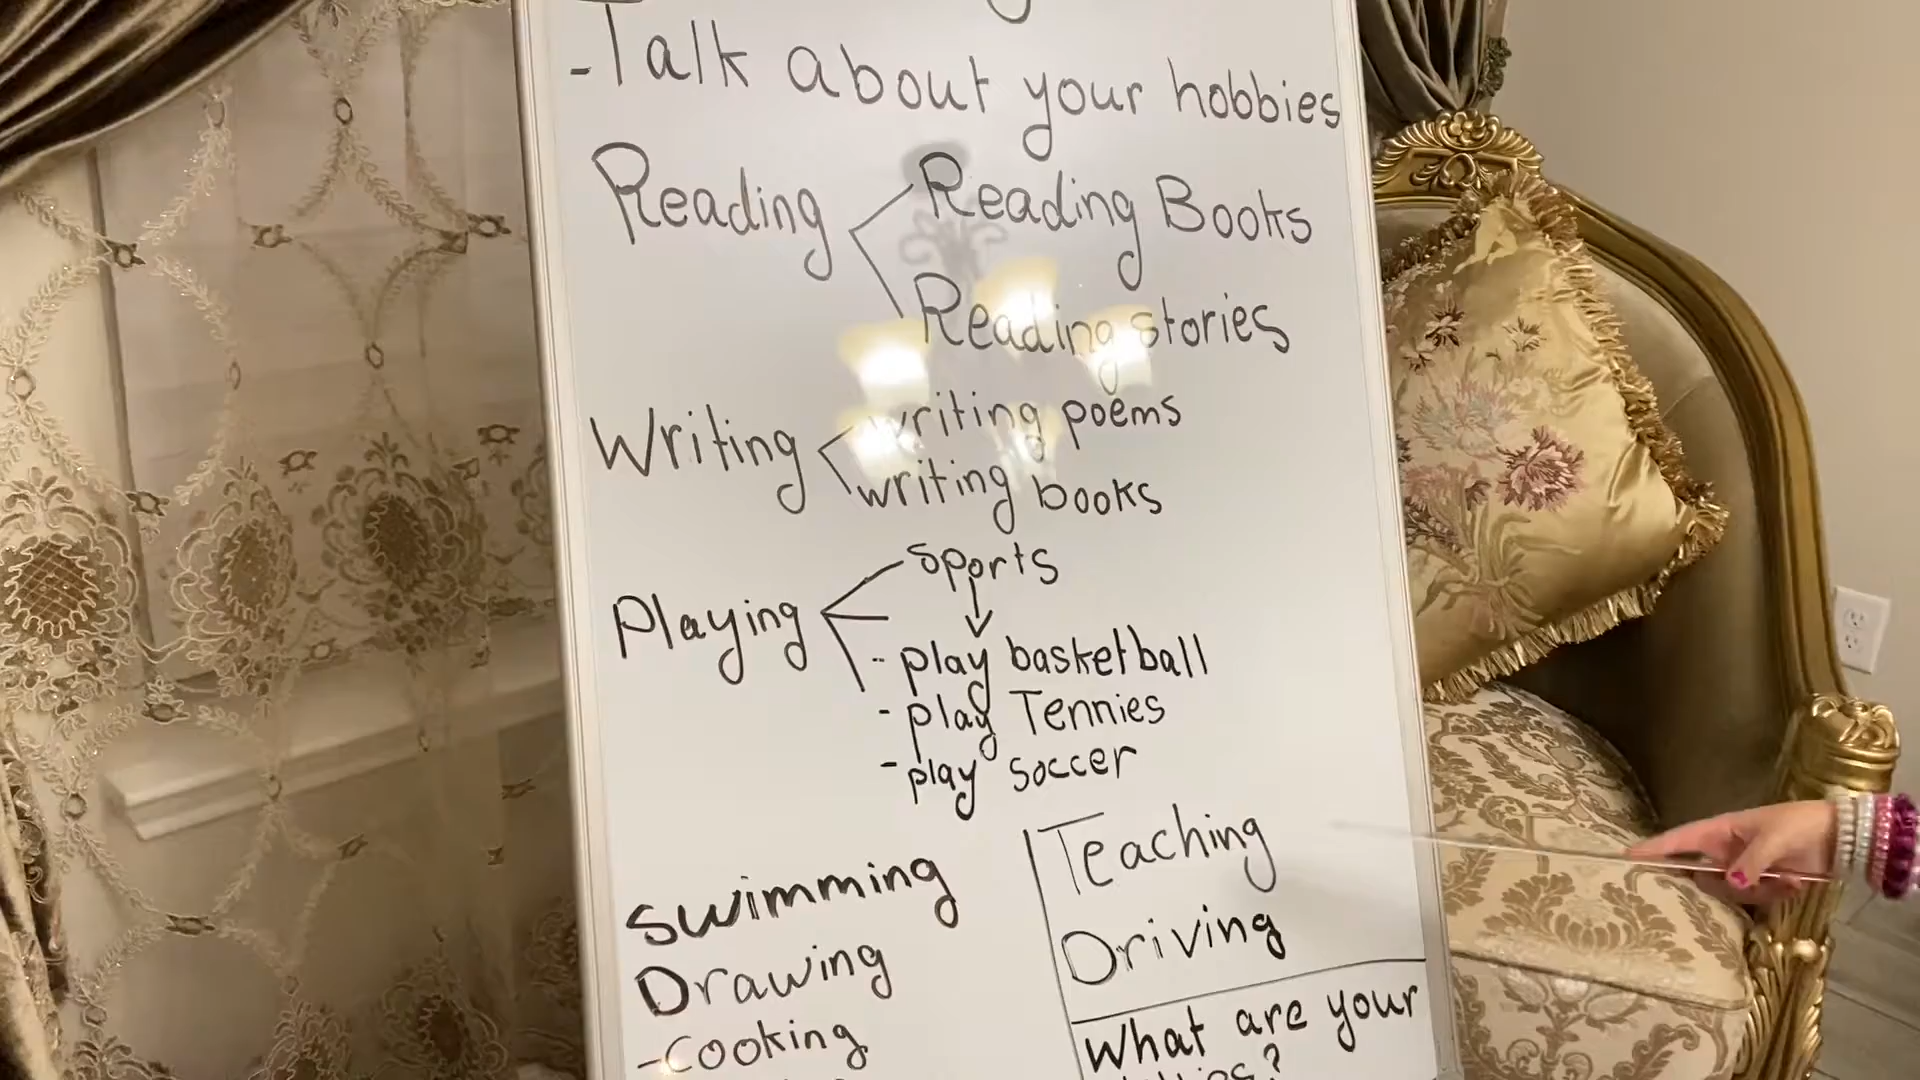 -Talk about your hobbies
Reading
Reading Books
Reading stories
Writing
writing poems
writing books
Playing
sports
- play basketball
- play Tennies
- play soccer
swimming
Drawing
-cooking
Teaching
Driving
What are your